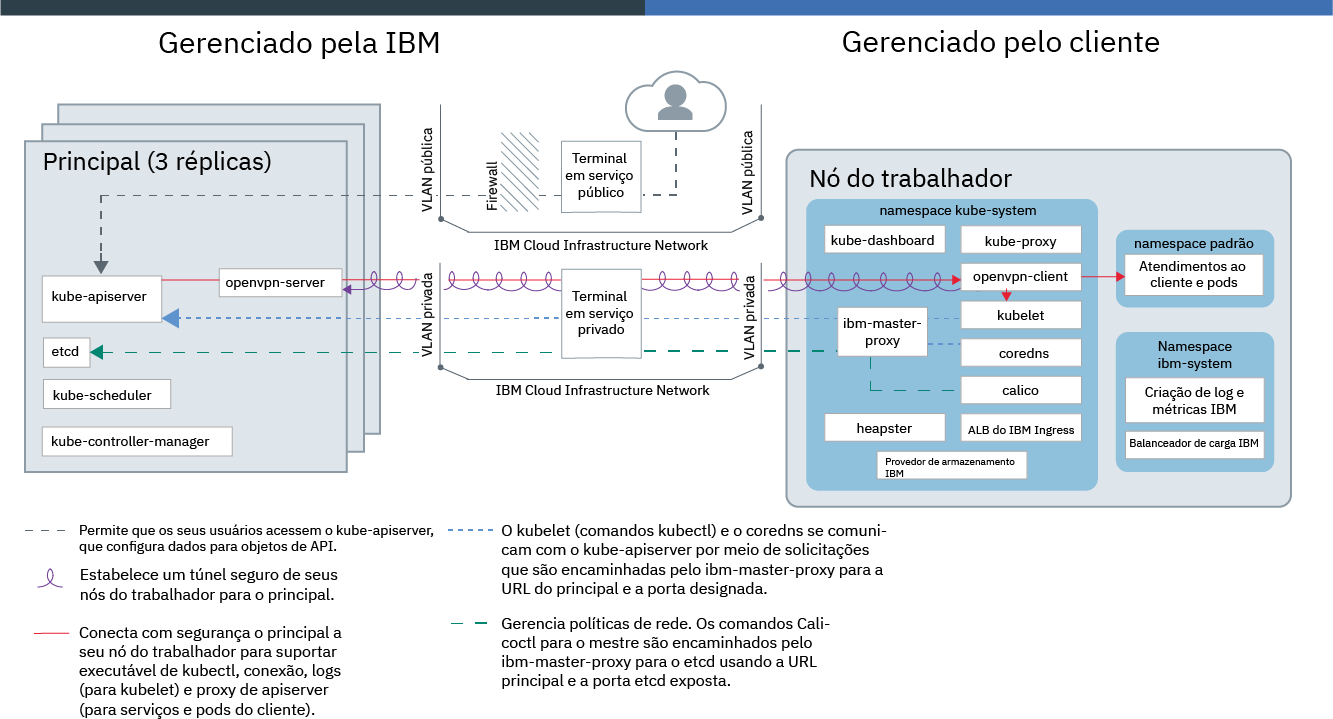 Gerenciado pela IBM
Gerenciado pelo cliente
Principal (3 réplicas)
kube-apiserver
openvpn-server
etcd
kube-scheduler
kube-controller-manager
VLAN pública
Firewall
Terminal
em serviço
público
VLAN pública
IBM Cloud Infrastructure Network
VLAN privada
Terminal
em serviço
privado
VLAN privada
IBM Cloud Infrastructure Network
Nó do trabalhador
namespace kube-system
kube-dashboard
kube-proxy
openvpn-client
kubelet
ibm-master-
proxy
coredns
calico
heapster
ALB do IBM Ingress
Provedor de armazenamento
IBM
namespace padrão
Atendimentos ao
cliente e pods
Namespace
ibm-system
Criação de log e
métricas IBM
Balanceador de carga IBM
Permite que os seus usuários acessem o kube-apiserver,
que configura dados para objetos de API.
Estabelece um túnel seguro de seus
nós do trabalhador para o principal.
Conecta com segurança o principal a
seu nó do trabalhador para suportar
executável de kubectl, conexão, logs
(para kubelet) e proxy de apiserver
(para serviços e pods do cliente).
O kubelet (comandos kubectl) e o coredns se comuni-
cam com o kube-apiserver por meio de solicitações
que são encaminhadas pelo ibm-master-proxy para a
URL do principal e a porta designada.
Gerencia políticas de rede. Os comandos Cali-
coctl para o mestre são encaminhados pelo
ibm-master-proxy para o etcd usando a URL
principal e a porta etcd exposta.